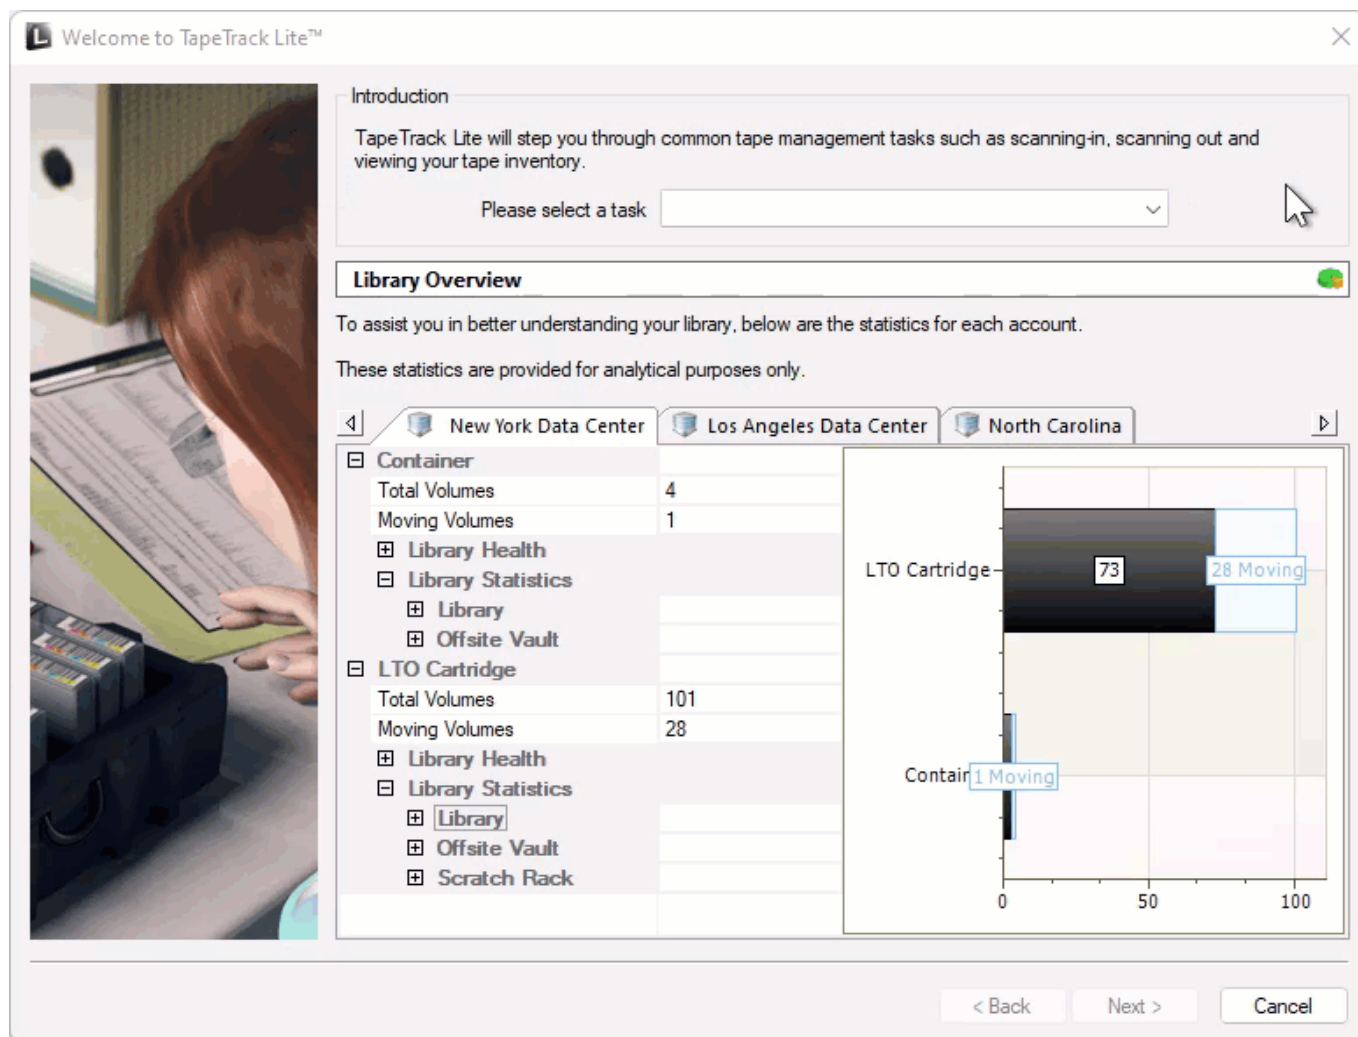 Welcome to TapeTrack Lite™
Introduction
TapeTrack Lite will step you through common tape management tasks such as scanning-in, scanning out and
viewing your tape inventory.
Please select a task
Library Overview
To assist you in better understanding your library, below are the statistics for each account.
These statistics are provided for analytical purposes only.
New York Data Center
Los Angeles Data Center
North Carolina
Container
Total Volumes 4
Moving Volumes 1
Library Health
Library Statistics
Library
Offsite Vault
LTO Cartridge
Total Volumes 101
Moving Volumes 28
Library Health
Library Statistics
Library
Offsite Vault
Scratch Rack
LTO Cartridge 73 28 Moving
Contair 1 Moving
0 50 100
< Back
Next >
Cancel